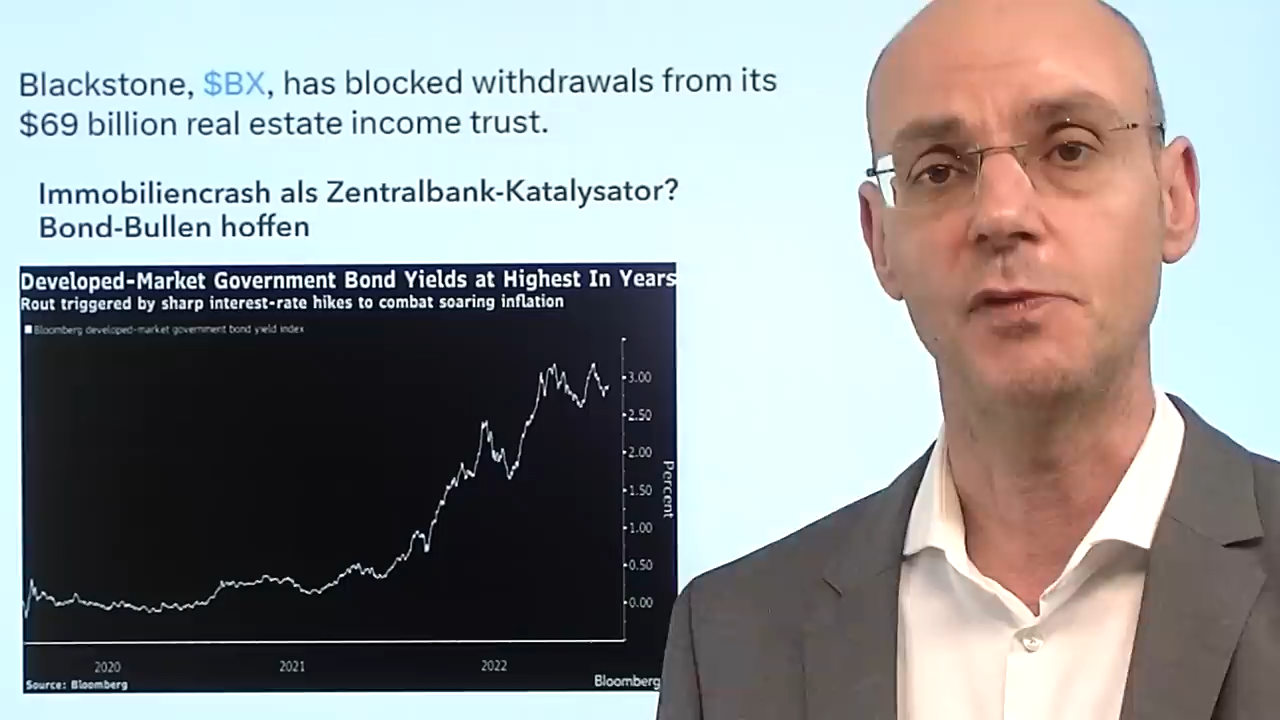 Blackstone, $BX, has blocked withdrawals from its
$69 billion real estate income trust.
Immobiliencrash als Zentralbank-Katalysator?
Bond-Bullen hoffen
Developed-Market Government Bond Yields at Highest In Years
Rout triggered by sharp interest-rate hikes to combat soaring inflation
Bloomberg developed-market government bond yield index
3.00
2.50
2.00
1.50
1.00
0.50
0.00
Percent
2020 2021 2022
Source: Bloomberg
Bloomberg